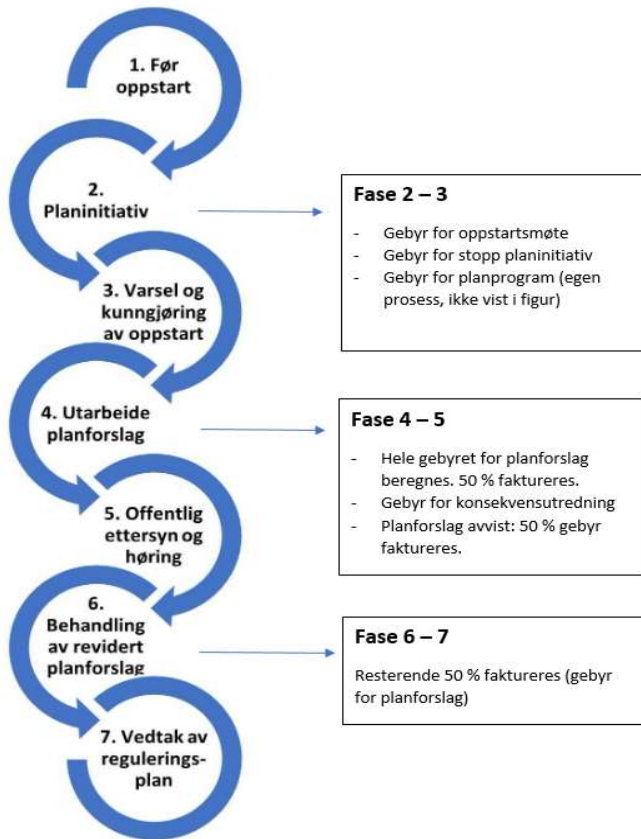 1. Før
oppstart
2.
Planinitiativ
3. Varsel og
kunngjøring
av oppstart
4. Utarbeide
planforslag
5. Offentlig
ettersyn og
høring
6.
Behandling
av revidert
planforslag
7. Vedtak av
regulerings-
plan
Fase 2 – 3
- Gebyr for oppstartsmøte
- Gebyr for stopp planinitiativ
- Gebyr for planprogram (egen
prosess, ikke vist i figur)
Fase 4 – 5
- Hele gebyret for planforslag
beregnes. 50 % faktureres.
- Gebyr for konsekvensutredning
- Planforslag avvist: 50 % gebyr
faktureres.
Fase 6 – 7
Resterende 50 % faktureres (gebyr
for planforslag)